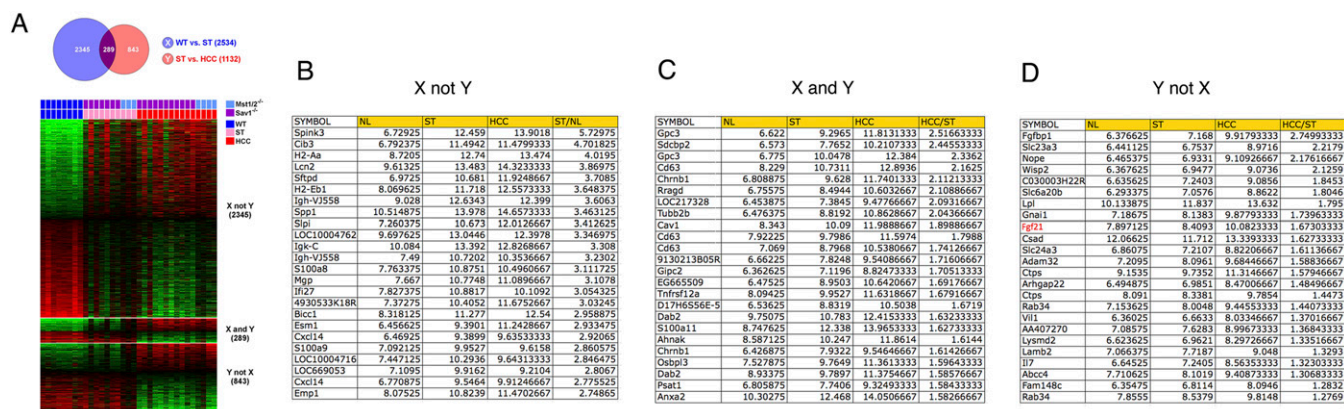 A
2345
289
843
X WT vs. ST (2534)
Y ST vs. HCC (1132)
Mst1/2-/-
Sav1-/-
WT
ST
HCC
X not Y
(2345)
X and Y
(289)
Y not X
(843)
B
X not Y
SYMBOL NL ST HCC ST/NL
Spink3 6.72925 12.459 13.9018 5.72975
Cib3 6.792375 11.4942 11.4799333 4.701825
H2-Aa 8.7205 12.74 13.474 4.0195
Lcn2 9.61325 13.483 14.3233333 3.86975
Sftpd 6.9725 10.681 11.9248667 3.7085
H2-Eb1 8.069625 11.718 12.5573333 3.648375
Igh-VJ558 9.028 12.6343 12.399 3.6063
Spp1 10.514875 13.978 14.6573333 3.463125
Slpi 7.260375 10.673 12.0126667 3.412625
LOC10004762 9.697625 13.0446 12.3978 3.346975
Igk-C 10.084 13.392 12.8268667 3.308
Igh-VJ558 7.49 10.7202 10.3536667 3.2302
S100a8 7.763375 10.8751 10.4960667 3.111725
Mgp 7.667 10.7748 11.0896667 3.1078
Ifi27 7.827375 10.8817 10.1092 3.054325
4930533K18R 7.37275 10.4052 11.6752667 3.03245
Bicc1 8.318125 11.277 12.54 2.958875
Esm1 6.456625 9.3901 11.2428667 2.933475
Cxcl14 6.46925 9.3899 9.63533333 2.92065
S100a9 7.092125 9.9527 9.6158 2.860575
LOC10004716 7.447125 10.2936 9.64313333 2.846475
LOC669053 7.1095 9.9162 9.2104 2.8067
Cxcl14 6.770875 9.5464 9.91246667 2.775525
Emp1 8.07525 10.8239 11.4702667 2.74865
C
X and Y
SYMBOL NL ST HCC HCC/ST
Gpc3 6.622 9.2965 11.8131333 2.51663333
Sdcbp2 6.573 7.7652 10.2107333 2.44553333
Gpc3 6.775 10.0478 12.384 2.3362
Cd63 8.229 10.7311 12.8936 2.1625
Chrnb1 6.808875 9.628 11.7401333 2.11213333
Rragd 6.75575 8.4944 10.6032667 2.10886667
LOC217328 6.453875 7.3845 9.47766667 2.09316667
Tubb2b 6.476375 8.8192 10.8628667 2.04366667
Cav1 8.343 10.09 11.9888667 1.89886667
Cd63 7.92225 9.7986 11.5974 1.7988
Cd63 7.069 8.7968 10.5380667 1.74126667
9130213B05R 6.66225 7.8248 9.54086667 1.71606667
Gipc2 6.362625 7.1196 8.82473333 1.70513333
EG665509 6.47525 8.9503 10.6420667 1.69176667
Tnfrsf12a 8.09425 9.9527 11.6318667 1.67916667
D17H6S56E-5 6.53625 8.8319 10.5038 1.6719
Dab2 9.75075 10.783 12.4153333 1.63233333
S100a11 8.747625 12.338 13.9653333 1.62733333
Ahnak 8.587125 10.247 11.8614 1.6144
Chrnb1 6.426875 7.9322 9.54646667 1.61426667
Osbpl3 7.527875 9.7649 11.3613333 1.59643333
Dab2 8.93375 9.7897 11.3754667 1.58576667
Psat1 6.805875 7.7406 9.32493333 1.58433333
Anxa2 10.30275 12.468 14.0506667 1.58266667
D
Y not X
SYMBOL NL ST HCC HCC/ST
Fgfbp1 6.376625 7.168 9.91793333 2.74993333
Slc23a3 6.441125 6.7537 8.9716 2.2179
Nope 6.465375 6.9331 9.10926667 2.17616667
Wisp2 6.367625 6.9477 9.0736 2.1259
C030003H22R 6.635625 7.2403 9.0856 1.8453
Slc6a20b 6.293375 7.0576 8.8622 1.8046
Lpl 10.133875 11.837 13.632 1.795
Gnai1 7.18675 8.1383 9.87793333 1.73963333
Fgf21 7.897125 8.4093 10.0823333 1.67303333
Csad 12.06625 11.712 13.3393333 1.62733333
Slc24a3 6.86075 7.2107 8.82206667 1.61136667
Adam32 7.2095 8.0961 9.68446667 1.58836667
Ctps 9.1535 9.7352 11.3146667 1.57946667
Arhgap22 6.494875 6.9851 8.47006667 1.48496667
Ctps 8.091 8.3381 9.7854 1.4473
Rab34 7.153625 8.0048 9.44553333 1.44073333
Vil1 6.36025 6.6633 8.03346667 1.37016667
AA407270 7.08575 7.6283 8.99673333 1.36843333
Lysmd2 6.623625 6.9621 8.29726667 1.33516667
Lamb2 7.066375 7.7187 9.048 1.3293
Il7 6.64525 7.2405 8.56353333 1.32303333
Abcc4 7.710625 8.1019 9.40873333 1.30683333
Fam148c 6.35475 6.8114 8.0946 1.2832
Rab34 7.8555 8.5379 9.8148 1.2769